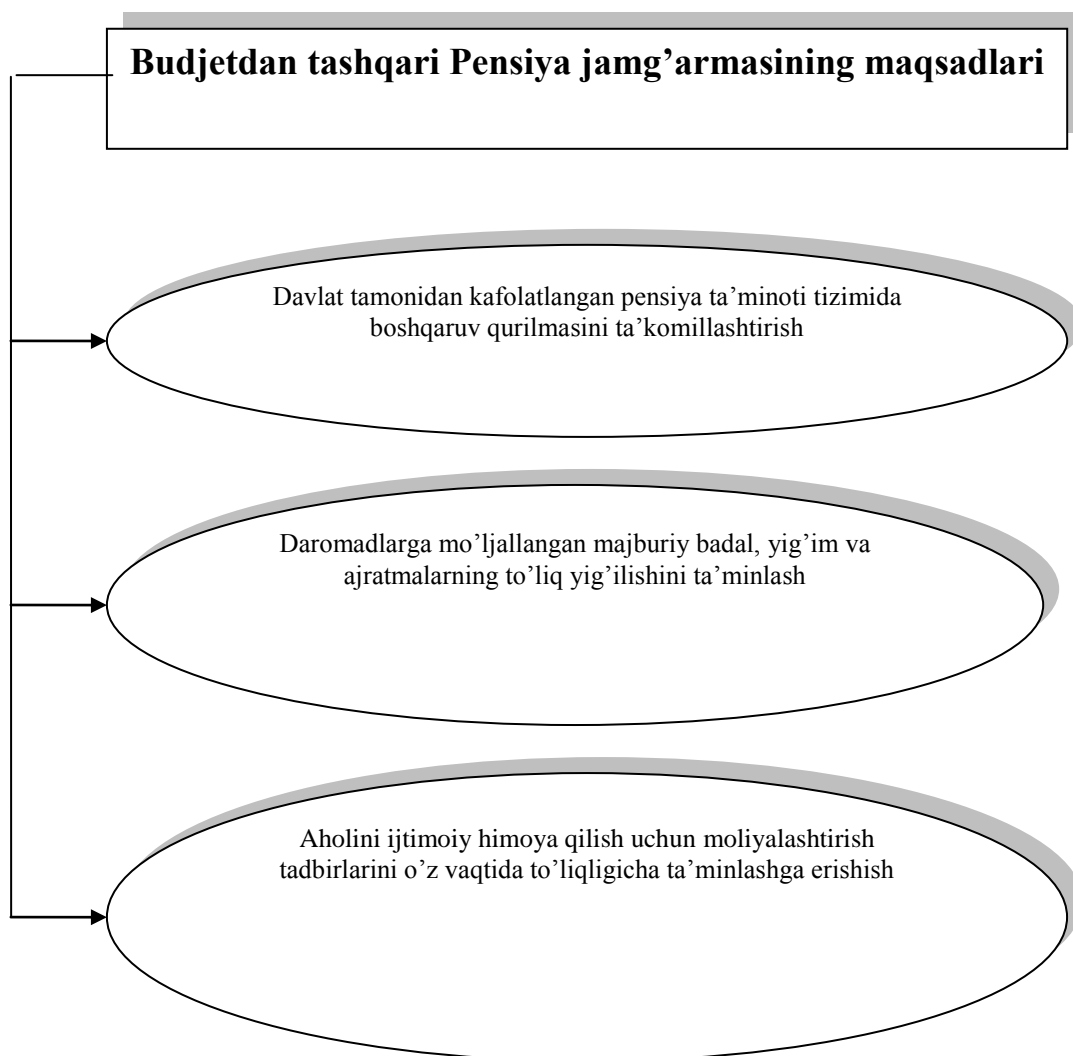 Budjetdan tashqari Pensiya jamg’armasining maqsadlari
Davlat tamonidan kafolatlangan pensiya ta’minoti tizimida
boshqaruv qurilmasini ta’komillashtirish
Daromadlarga mo’ljallangan majburiy badal, yig’im va
ajratmalarning to’liq yig’ilishini ta’minlash
Aholini ijtimoiy himoya qilish uchun moliyalashtirish
tadbirlarini o’z vaqtida to’liqligicha ta’minlashga erishish